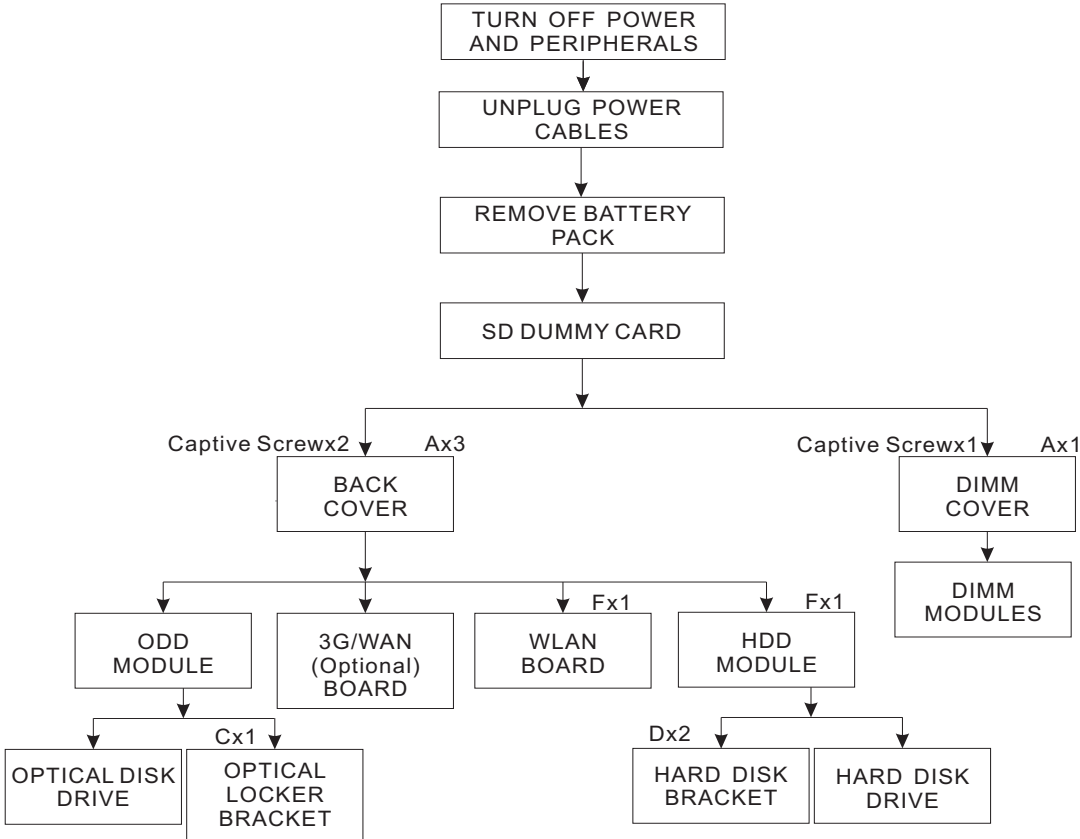 TURN OFF POWER
AND PERIPHERALS
UNPLUG POWER
CABLES
REMOVE BATTERY
PACK
SD DUMMY CARD
Captive Screwx2
Ax3
BACK
COVER
Captive Screwx1
Ax1
DIMM
COVER
ODD
MODULE
3G/WAN
(Optional)
BOARD
Fx1
WLAN
BOARD
Fx1
HDD
MODULE
DIMM
MODULES
OPTICAL DISK
DRIVE
Cx1
OPTICAL
LOCKER
BRACKET
Dx2
HARD DISK
BRACKET
HARD DISK
DRIVE